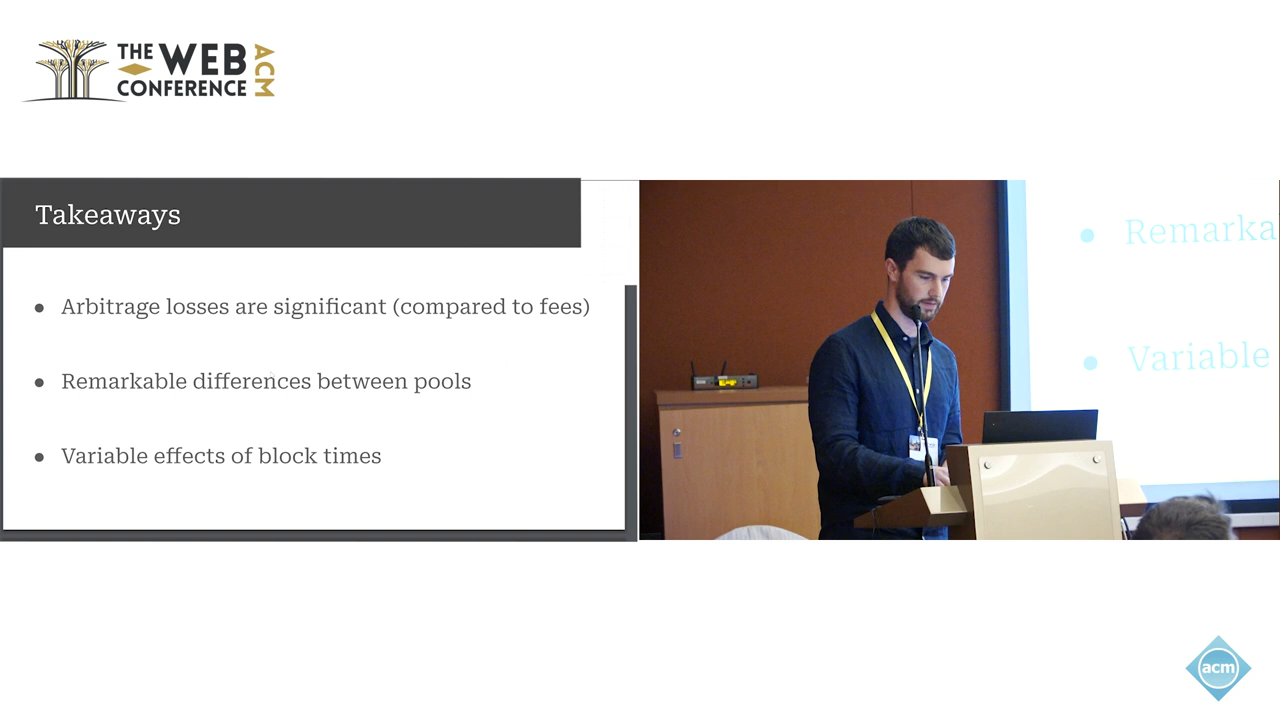 THE WEB CONFERENCE ACM
Takeaways
• Arbitrage losses are significant (compared to fees)
• Remarkable differences between pools
• Variable effects of block times
• Remarka
• Variable
acm